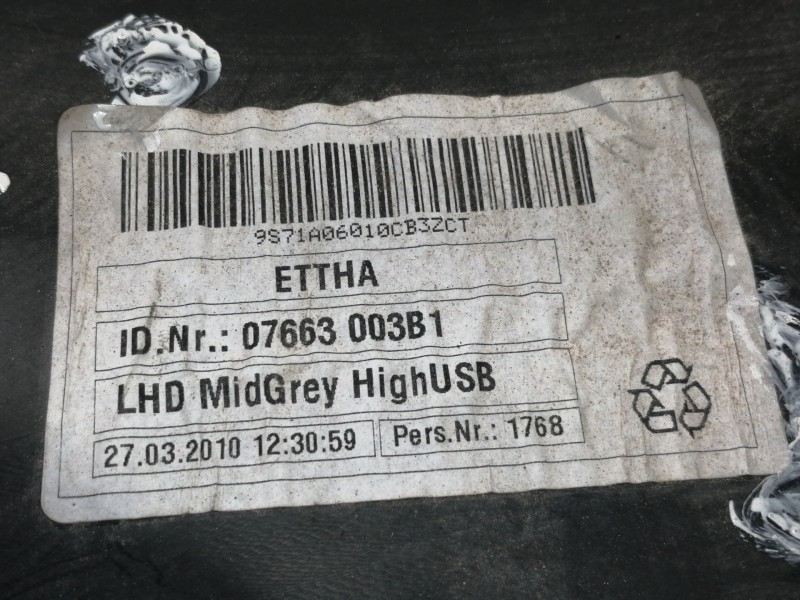 9S71A06010CB3ZCT
ETTHA
ID.Nr.: 07663 003B1
LHD MidGrey HighUSB
27.03.2010 12:30:59
Pers.Nr.: 1768